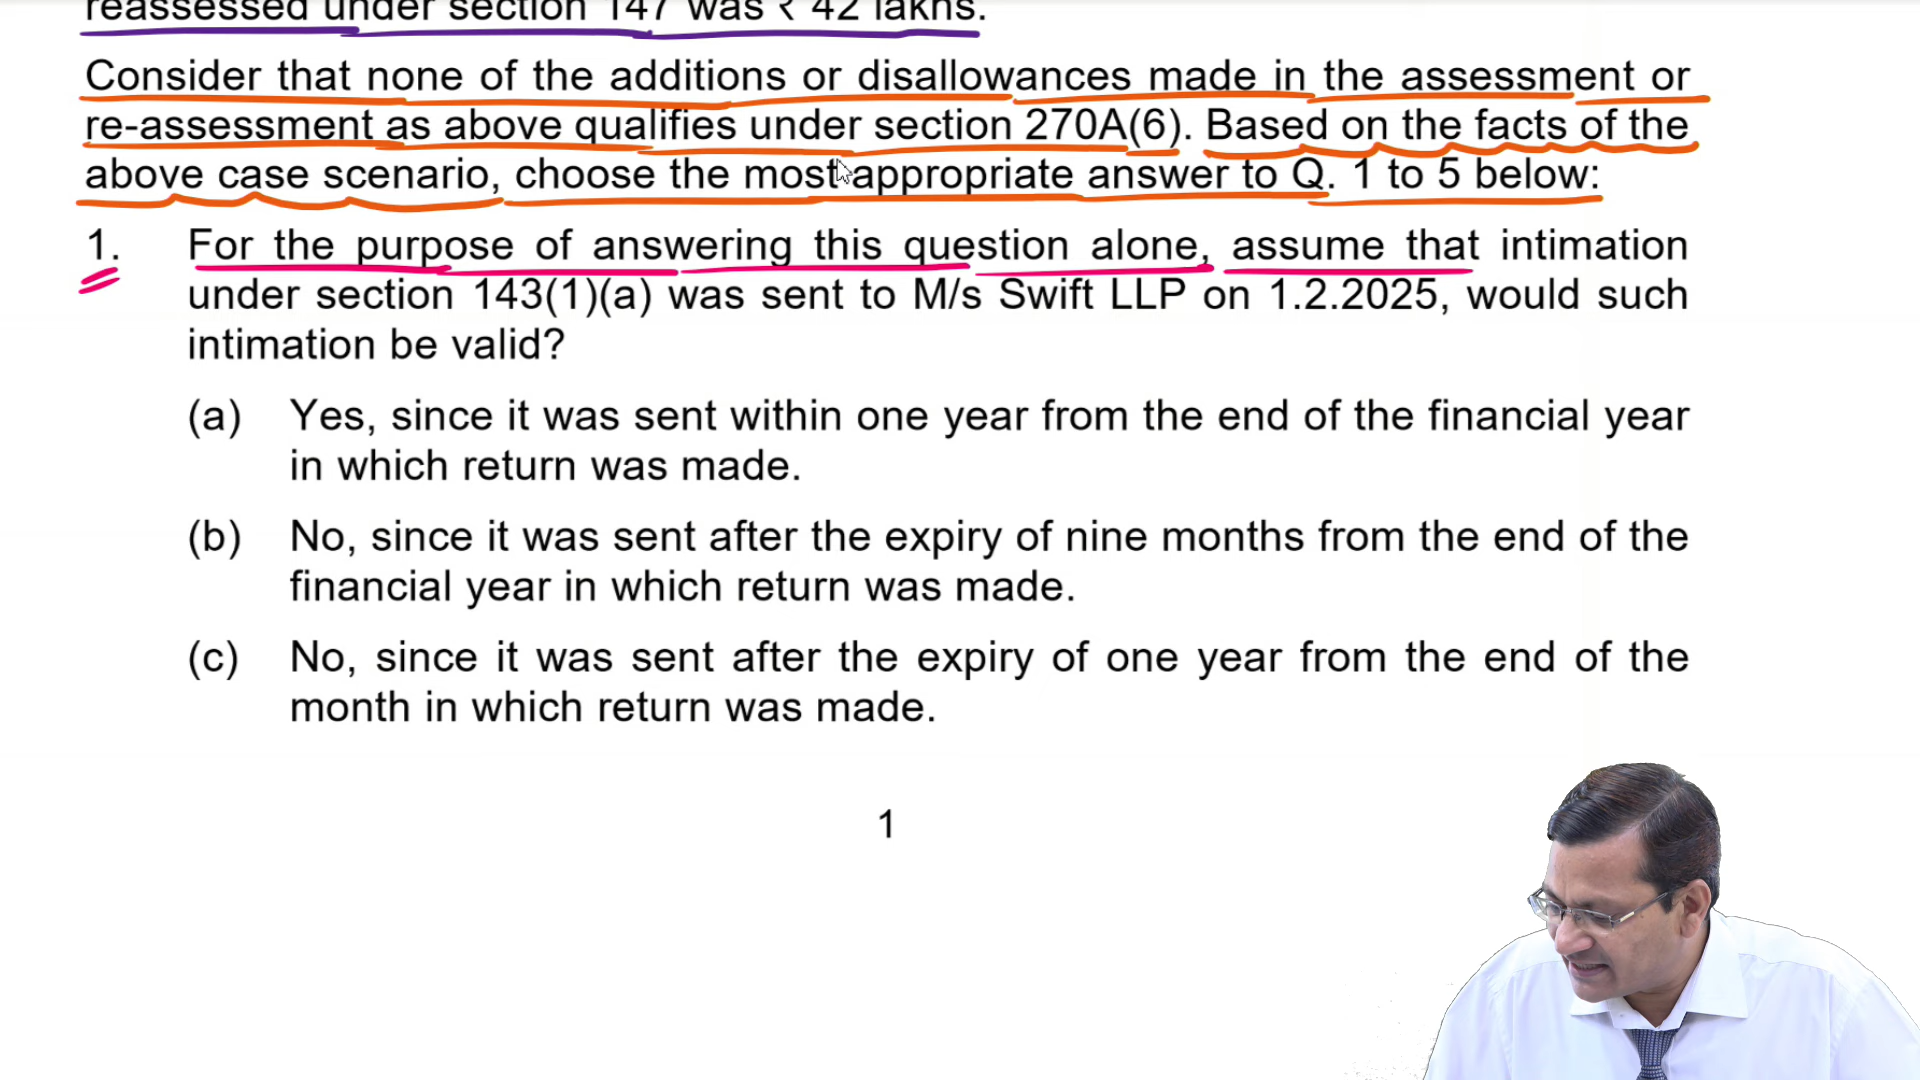 reassessed under section 147 was ₹ 42 lakhs.
Consider that none of the additions or disallowances made in the assessment or
re-assessment as above qualifies under section 270A(6). Based on the facts of the
above case scenario, choose the most appropriate answer to Q. 1 to 5 below:
1. For the purpose of answering this question alone, assume that intimation
under section 143(1)(a) was sent to M/s Swift LLP on 1.2.2025, would such
intimation be valid?
(a) Yes, since it was sent within one year from the end of the financial year
in which return was made.
(b) No, since it was sent after the expiry of nine months from the end of the
financial year in which return was made.
(c) No, since it was sent after the expiry of one year from the end of the
month in which return was made.
1